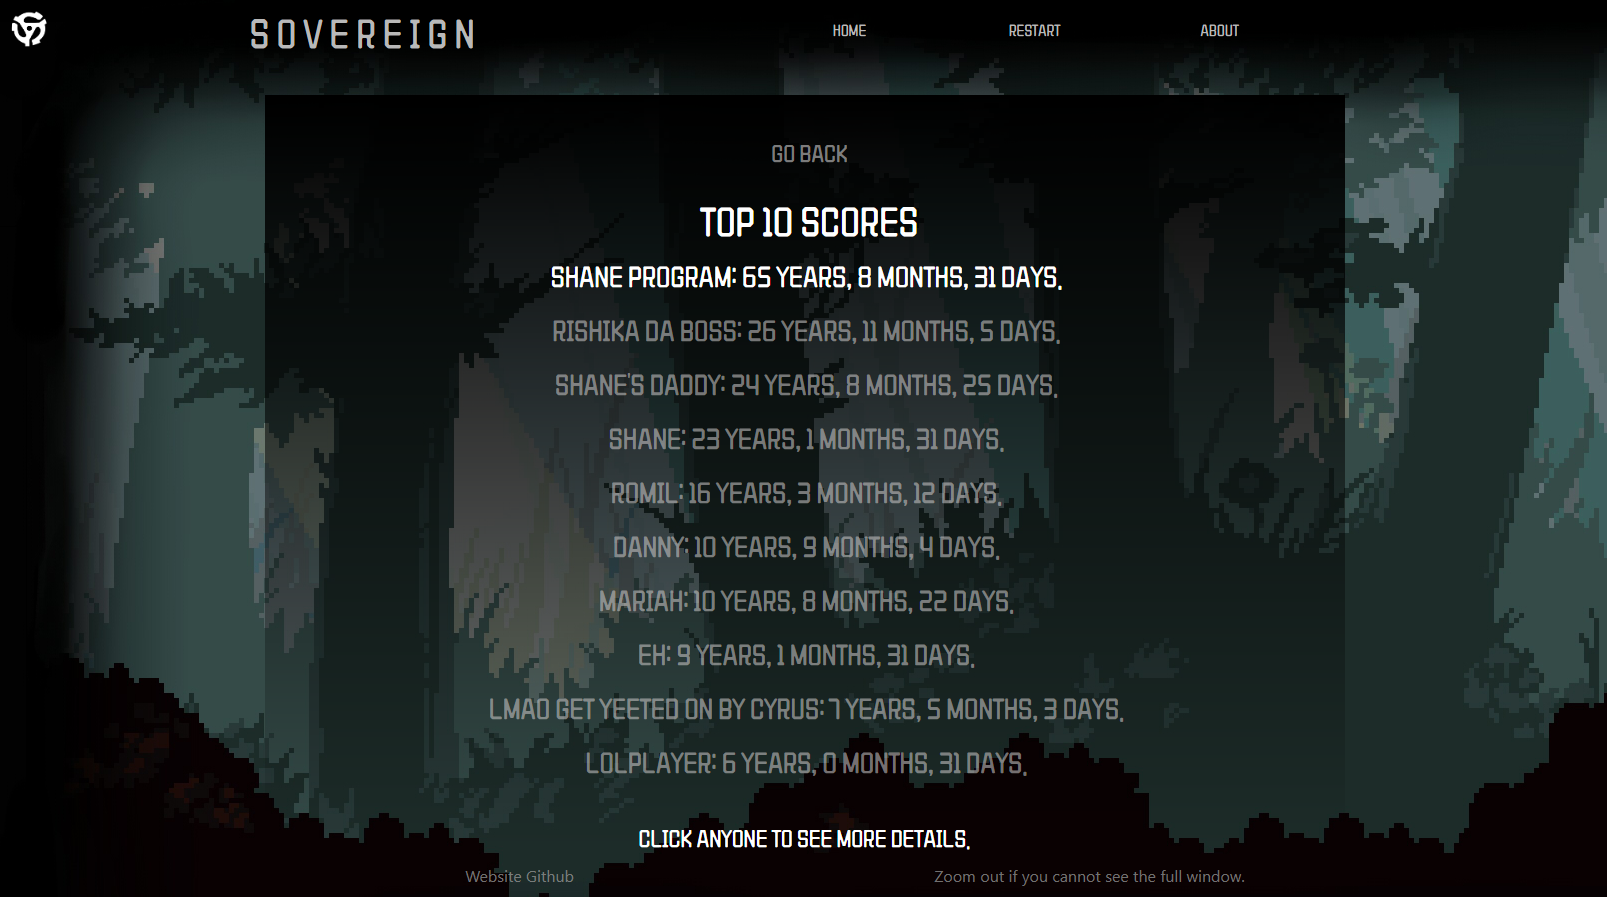 SOVEREIGN
HOME
RESTART
ABOUT
GO BACK
TOP 10 SCORES
SHANE PROGRAM: 65 YEARS, 8 MONTHS, 31 DAYS.
RISHIKA DA BOSS: 26 YEARS, 11 MONTHS, 5 DAYS.
SHANE'S DADDY: 24 YEARS, 8 MONTHS, 25 DAYS.
SHANE: 23 YEARS, 1 MONTHS, 31 DAYS.
ROMIL: 16 YEARS, 3 MONTHS, 12 DAYS.
DANNY: 10 YEARS, 9 MONTHS, 4 DAYS.
MARIAH: 10 YEARS, 8 MONTHS, 22 DAYS.
EH: 9 YEARS, 1 MONTHS, 31 DAYS.
LMAO GET YEETED ON BY CYRUS: 7 YEARS, 5 MONTHS, 3 DAYS.
LOLPLAYER: 6 YEARS, 0 MONTHS, 31 DAYS.
CLICK ANYONE TO SEE MORE DETAILS.
Website Github
Zoom out if you cannot see the full window.